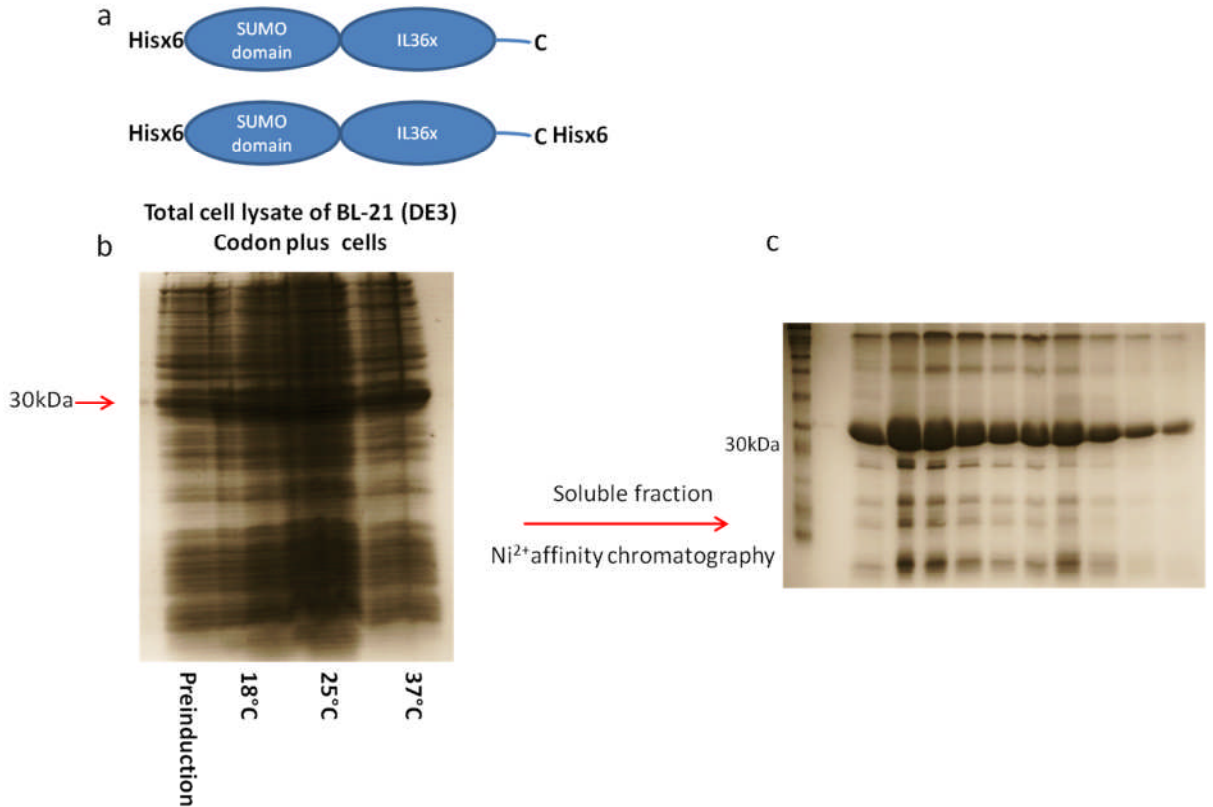 a
Hisx6
SUMO
domain
IL36x
C
Hisx6
SUMO
domain
IL36x
C Hisx6
Total cell lysate of BL-21 (DE3)
Codon plus cells
b
30kDa
Preinduction
18°C
25°C
37°C
Soluble fraction
Ni²⁺affinity chromatography
c
30kDa